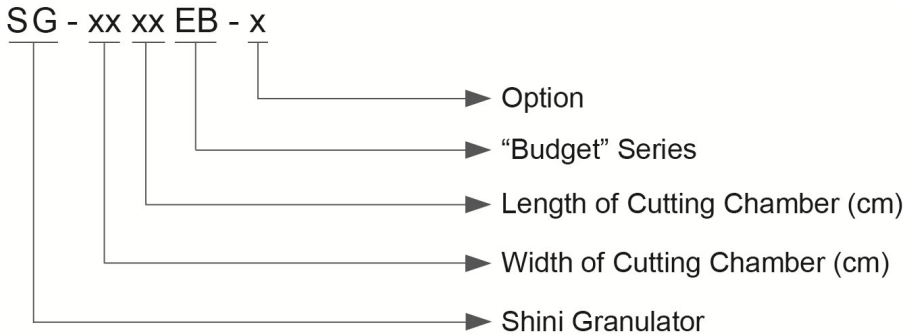 SG - xx xx EB - x
Option
“Budget” Series
Length of Cutting Chamber (cm)
Width of Cutting Chamber (cm)
Shini Granulator